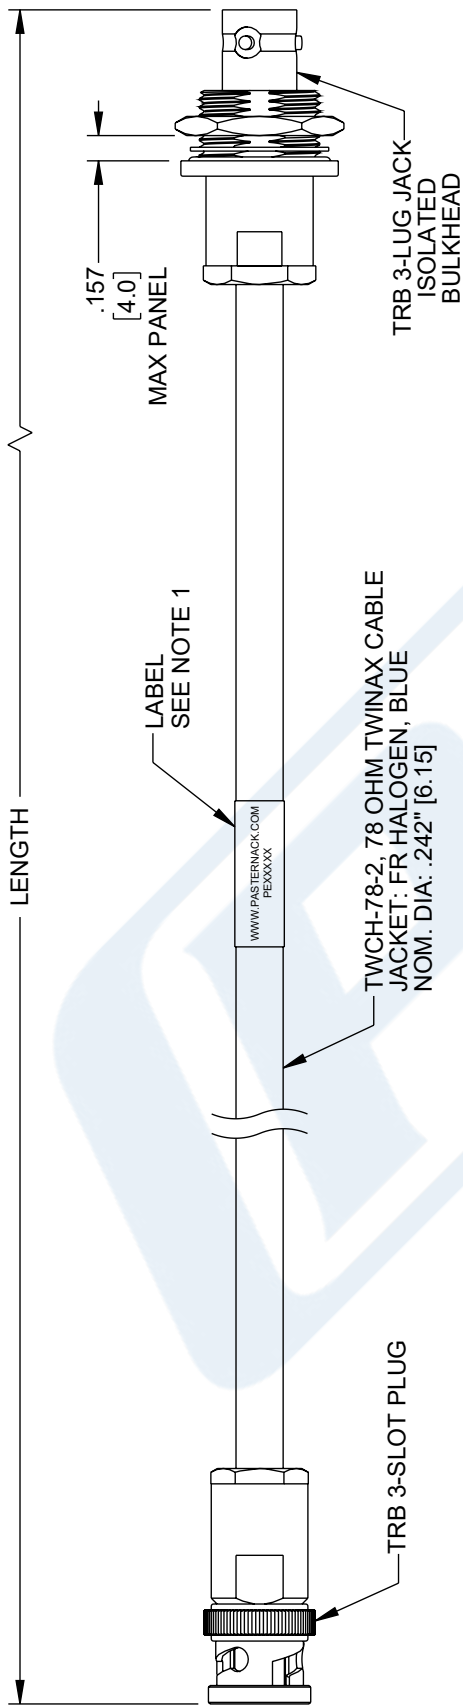 LENGTH
.157
[4.0]
MAX PANEL
TRB 3-LUG JACK
ISOLATED
BULKHEAD
LABEL
SEE NOTE 1
WWW.PASTERNACK.COM
PEXXXXX
TWCH-78-2, 78 OHM TWINAX CABLE
JACKET: FR HALOGEN, BLUE
NOM. DIA: .242" [6.15]
TRB 3-SLOT PLUG